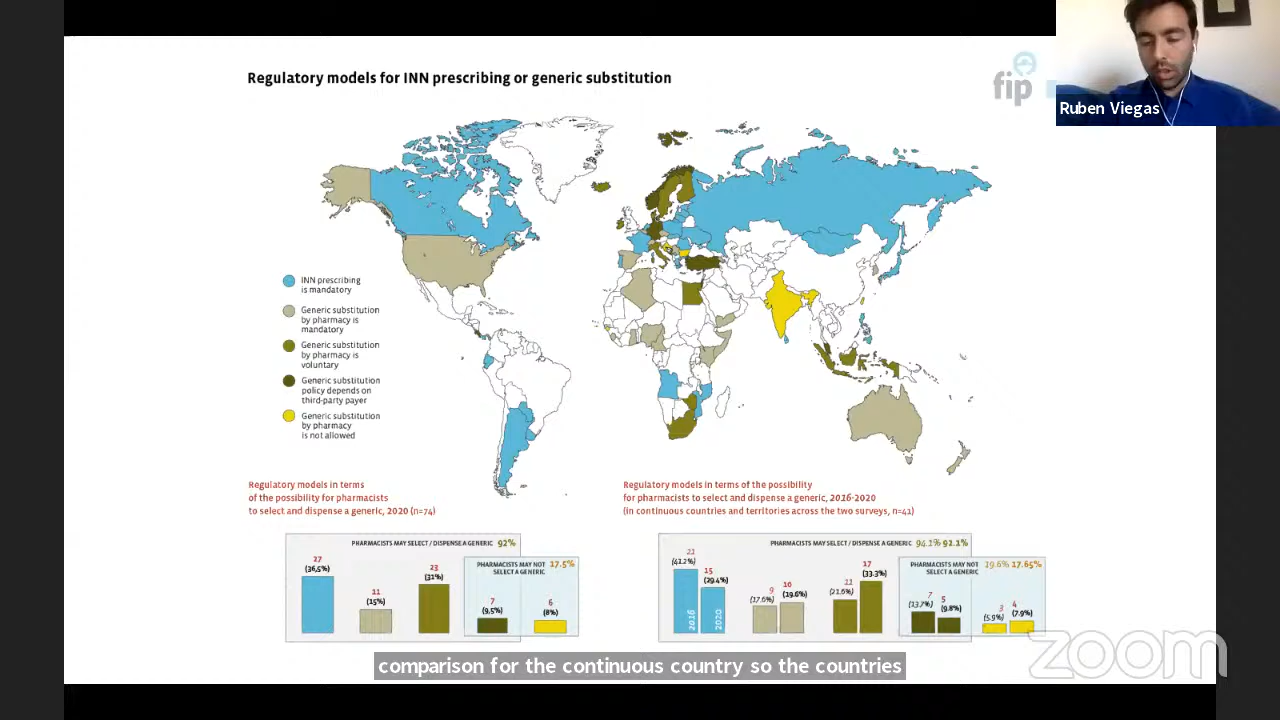 Regulatory models for INN prescribing or generic substitution
fip
Ruben Viegas
INN prescribing
is mandatory
Generic substitution
by pharmacy is
mandatory
Generic substitution
by pharmacy is
voluntary
Generic substitution
policy depends on
third-party payer
Generic substitution
by pharmacy
is not allowed
Regulatory models in terms
of the possibility for pharmacists
to select and dispense a generic, 2020 (n=74)
PHARMACISTS MAY SELECT / DISPENSE A GENERIC 92%
27
(36,5%)
11
(15%)
23
(31%)
PHARMACISTS MAY NOT 17.5%
SELECT A GENERIC
7
(9,5%)
6
(8%)
Regulatory models in terms of the possibility
for pharmacists to select and dispense a generic, 2016-2020
(in continuous countries and territories across the two surveys, n=41)
PHARMACISTS MAY SELECT / DISPENSE A GENERIC 94.1% 92.1%
21
(41.2%)
15
(29.4%)
2016
2020
9
(17.6%)
16
(19.6%)
11
(21.6%)
17
(33.3%)
PHARMACISTS MAY NOT 19.6% 17.65%
SELECT A GENERIC
7
(13.7%)
5
(9.8%)
3
(5.9%)
4
(7.9%)
zoom
comparison for the continuous country so the countries